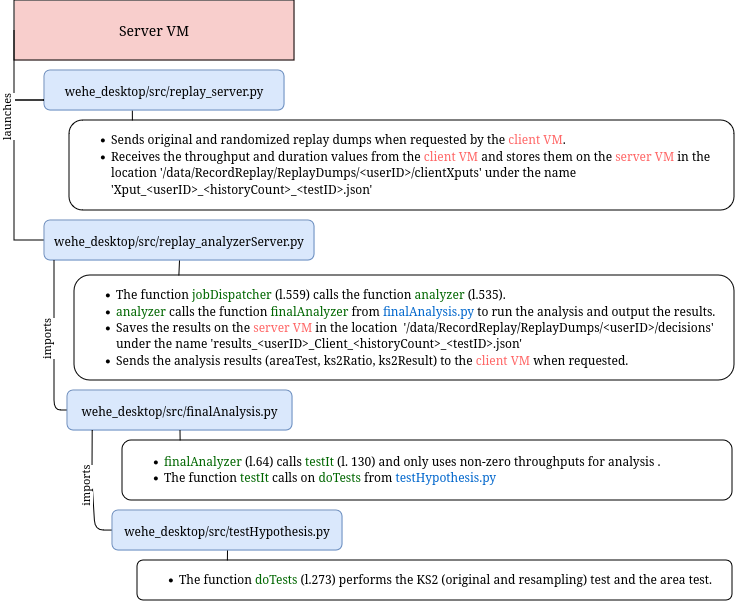 Server VM
launches
wehe_desktop/src/replay_server.py
• Sends original and randomized replay dumps when requested by the client VM.
• Receives the throughput and duration values from the client VM and stores them on the server VM in the
location '/data/RecordReplay/ReplayDumps/<userID>/clientXputs' under the name
'Xput_<userID>_<historyCount>_<testID>.json'
wehe_desktop/src/replay_analyzerServer.py
imports
• The function jobDispatcher (l.559) calls the function analyzer (l.535).
• analyzer calls the function finalAnalyzer from finalAnalysis.py to run the analysis and output the results.
• Saves the results on the server VM in the location '/data/RecordReplay/ReplayDumps/<userID>/decisions'
under the name 'results_<userID>_Client_<historyCount>_<testID>.json'
• Sends the analysis results (areaTest, ks2Ratio, ks2Result) to the client VM when requested.
wehe_desktop/src/finalAnalysis.py
imports
• finalAnalyzer (l.64) calls testIt (l. 130) and only uses non-zero throughputs for analysis .
• The function testIt calls on doTests from testHypothesis.py
wehe_desktop/src/testHypothesis.py
• The function doTests (l.273) performs the KS2 (original and resampling) test and the area test.